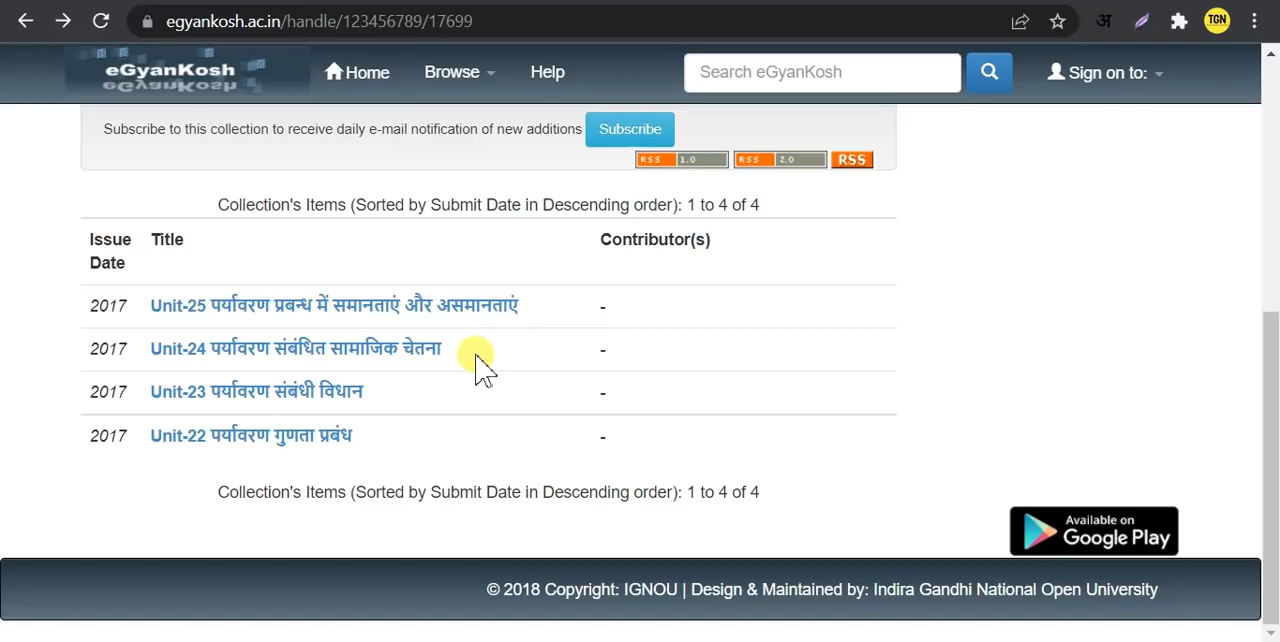 egyankosh.ac.in/handle/123456789/17699
अ
TGN
eGyanKosh
Home
Browse
Help
Search eGyanKosh
Sign on to:
Subscribe to this collection to receive daily e-mail notification of new additions
Subscribe
RSS 1.0
RSS 2.0
RSS
Collection's Items (Sorted by Submit Date in Descending order): 1 to 4 of 4
Issue Date
Title
Contributor(s)
2017 Unit-25 पर्यावरण प्रबन्ध में समानताएं और असमानताएं -
2017 Unit-24 पर्यावरण संबंधित सामाजिक चेतना -
2017 Unit-23 पर्यावरण संबंधी विधान -
2017 Unit-22 पर्यावरण गुणता प्रबंध -
Collection's Items (Sorted by Submit Date in Descending order): 1 to 4 of 4
Available on
Google Play
© 2018 Copyright: IGNOU | Design & Maintained by: Indira Gandhi National Open University